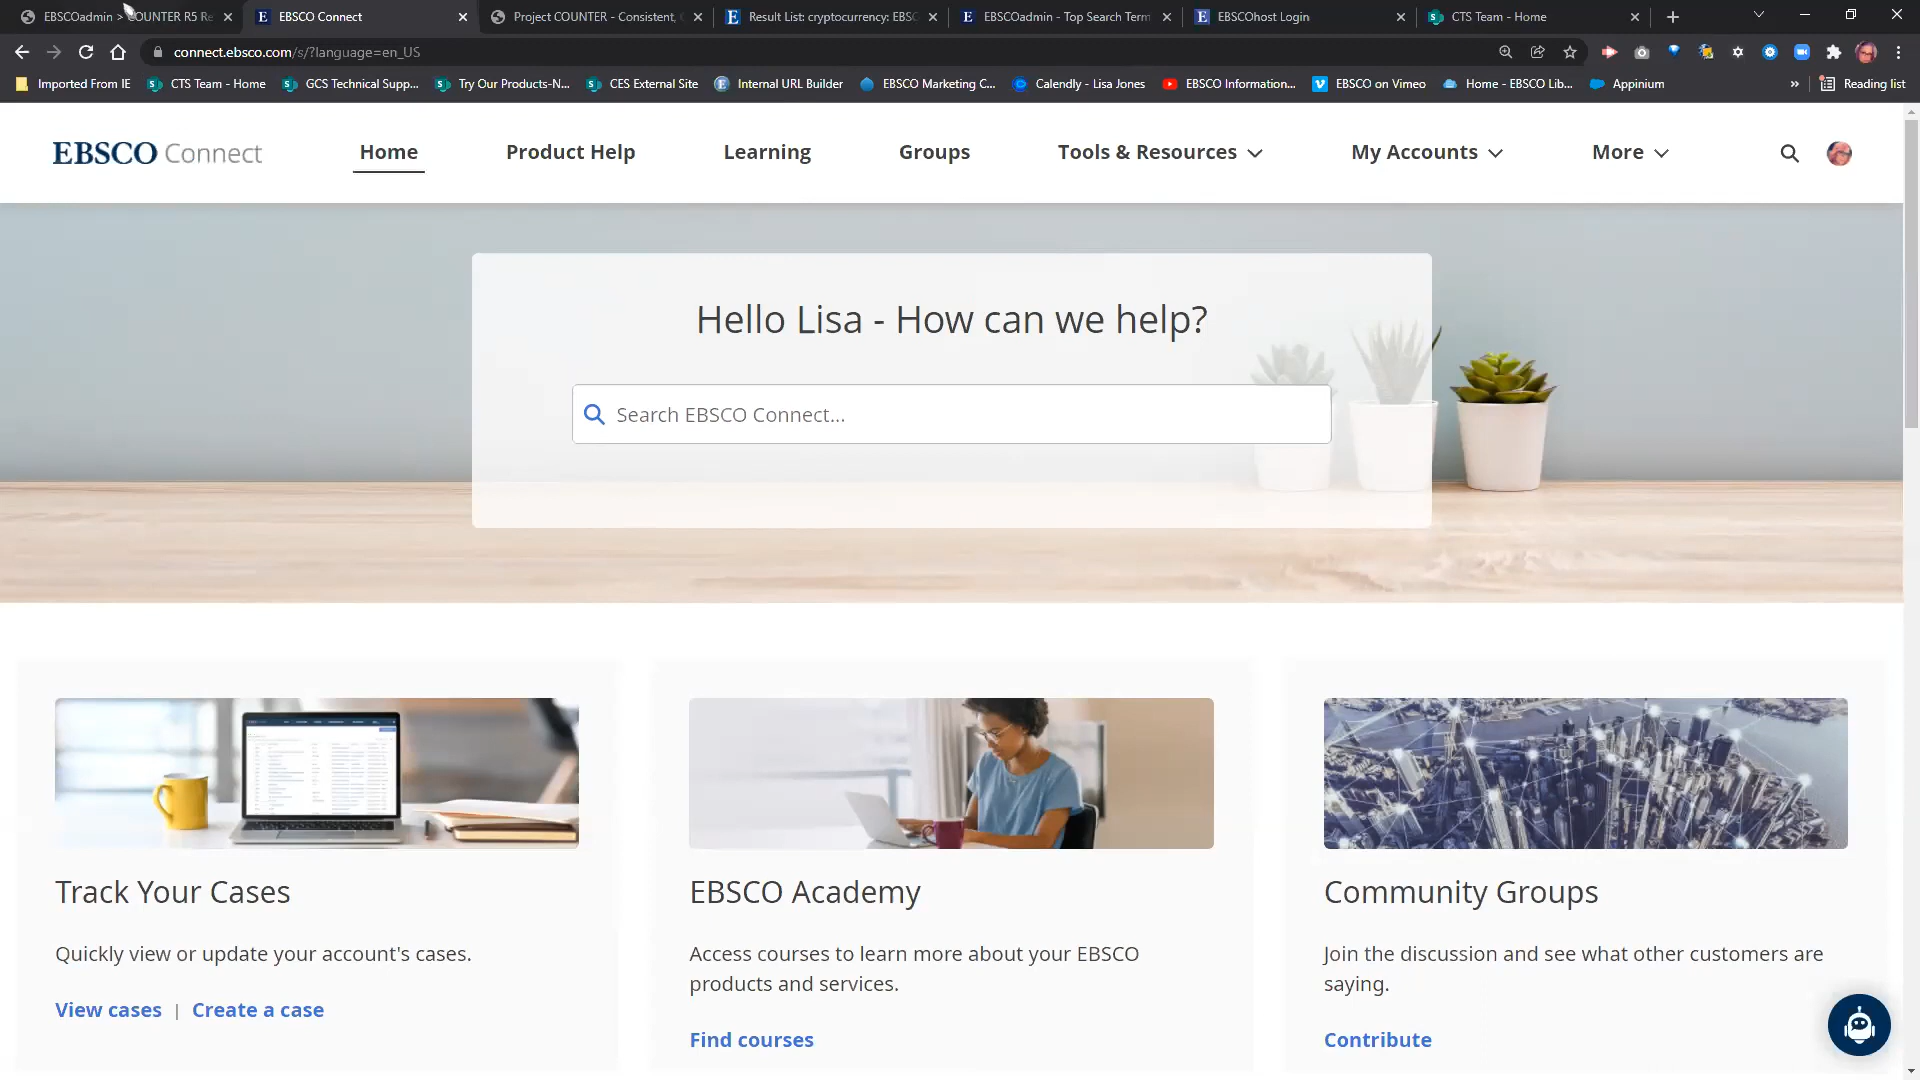 EBSCOadmin > COUNTER R5 Re
EBSCO Connect
Project COUNTER - Consistent,
Result List: cryptocurrency: EBSC
EBSCOadmin - Top Search Term
EBSCOhost Login
CTS Team - Home
connect.ebsco.com/s/?language=en_US
Imported From IE
CTS Team - Home
GCS Technical Supp...
Try Our Products-N...
CES External Site
Internal URL Builder
EBSCO Marketing C...
Calendly - Lisa Jones
EBSCO Information...
EBSCO on Vimeo
Home - EBSCO Lib...
Appinium
»
Reading list
EBSCO Connect
Home
Product Help
Learning
Groups
Tools & Resources
My Accounts
More
Hello Lisa - How can we help?
Search EBSCO Connect...
Track Your Cases
Quickly view or update your account's cases.
View cases | Create a case
EBSCO Academy
Access courses to learn more about your EBSCO
products and services.
Find courses
Community Groups
Join the discussion and see what other customers are
saying.
Contribute